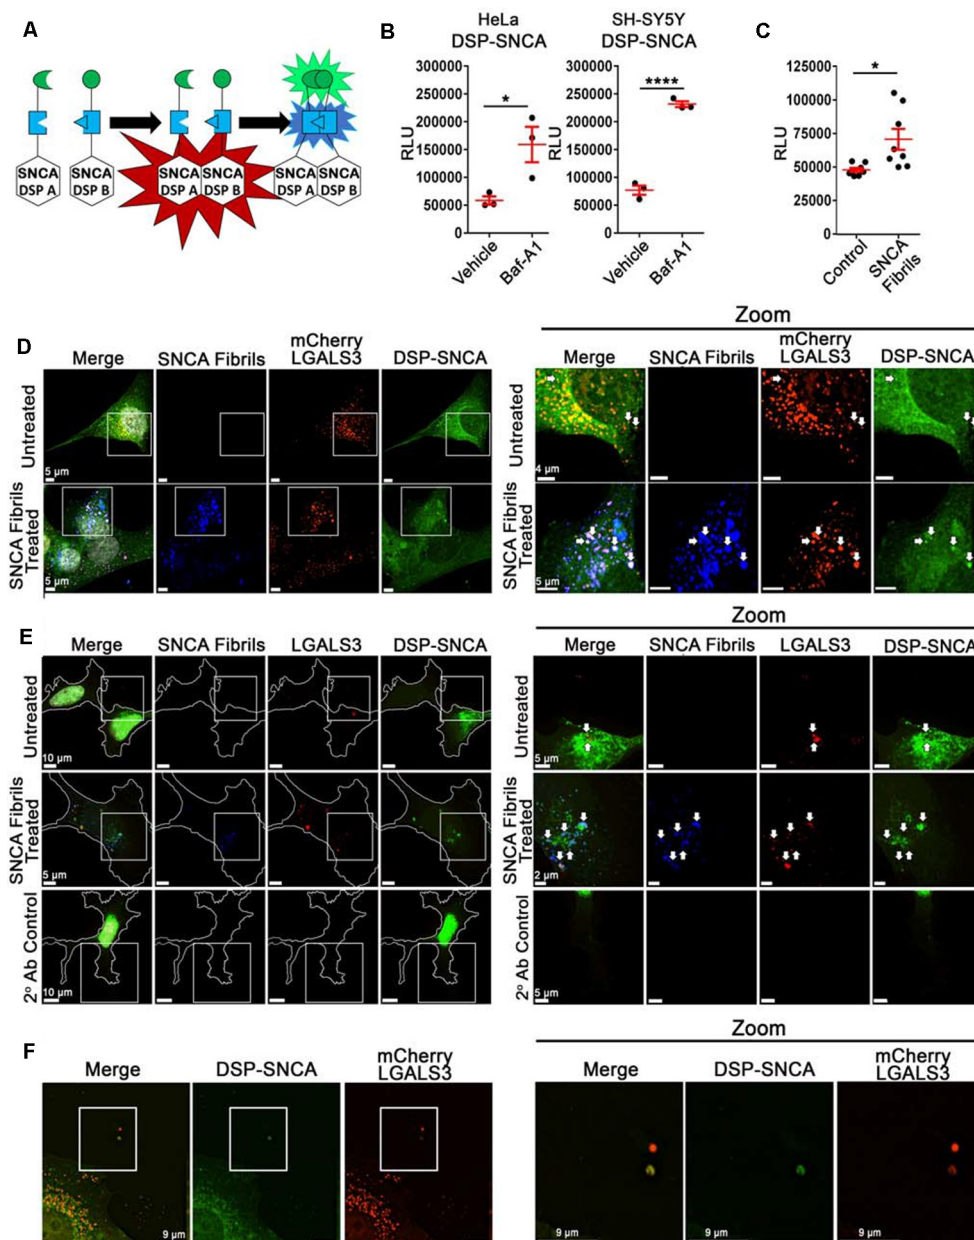 A
SNCA DSP A
SNCA DSP B
SNCA DSP A
SNCA DSP B
SNCA DSP A
SNCA DSP B
B
HeLa
DSP-SNCA
RLU
300000
250000
200000
150000
100000
50000
0
*
Vehicle
Baf-A1
SH-SY5Y
DSP-SNCA
RLU
300000
250000
200000
150000
100000
50000
0
****
Vehicle
Baf-A1
C
RLU
125000
100000
75000
50000
25000
0
*
Control
SNCA
Fibrils
D
Merge
SNCA Fibrils
mCherry
LGALS3
DSP-SNCA
Zoom
Merge
SNCA Fibrils
mCherry
LGALS3
DSP-SNCA
Untreated
5 µm
Untreated
4 µm
SNCA Fibrils
Treated
5 µm
SNCA Fibrils
Treated
5 µm
E
Merge
SNCA Fibrils
LGALS3
DSP-SNCA
Zoom
Merge
SNCA Fibrils
LGALS3
DSP-SNCA
Untreated
10 µm
Untreated
5 µm
SNCA Fibrils
Treated
5 µm
SNCA Fibrils
Treated
2 µm
2º Ab Control
10 µm
2º Ab Control
5 µm
F
Merge
DSP-SNCA
mCherry
LGALS3
9 µm
Zoom
Merge
DSP-SNCA
mCherry
LGALS3
9 µm
9 µm
9 µm